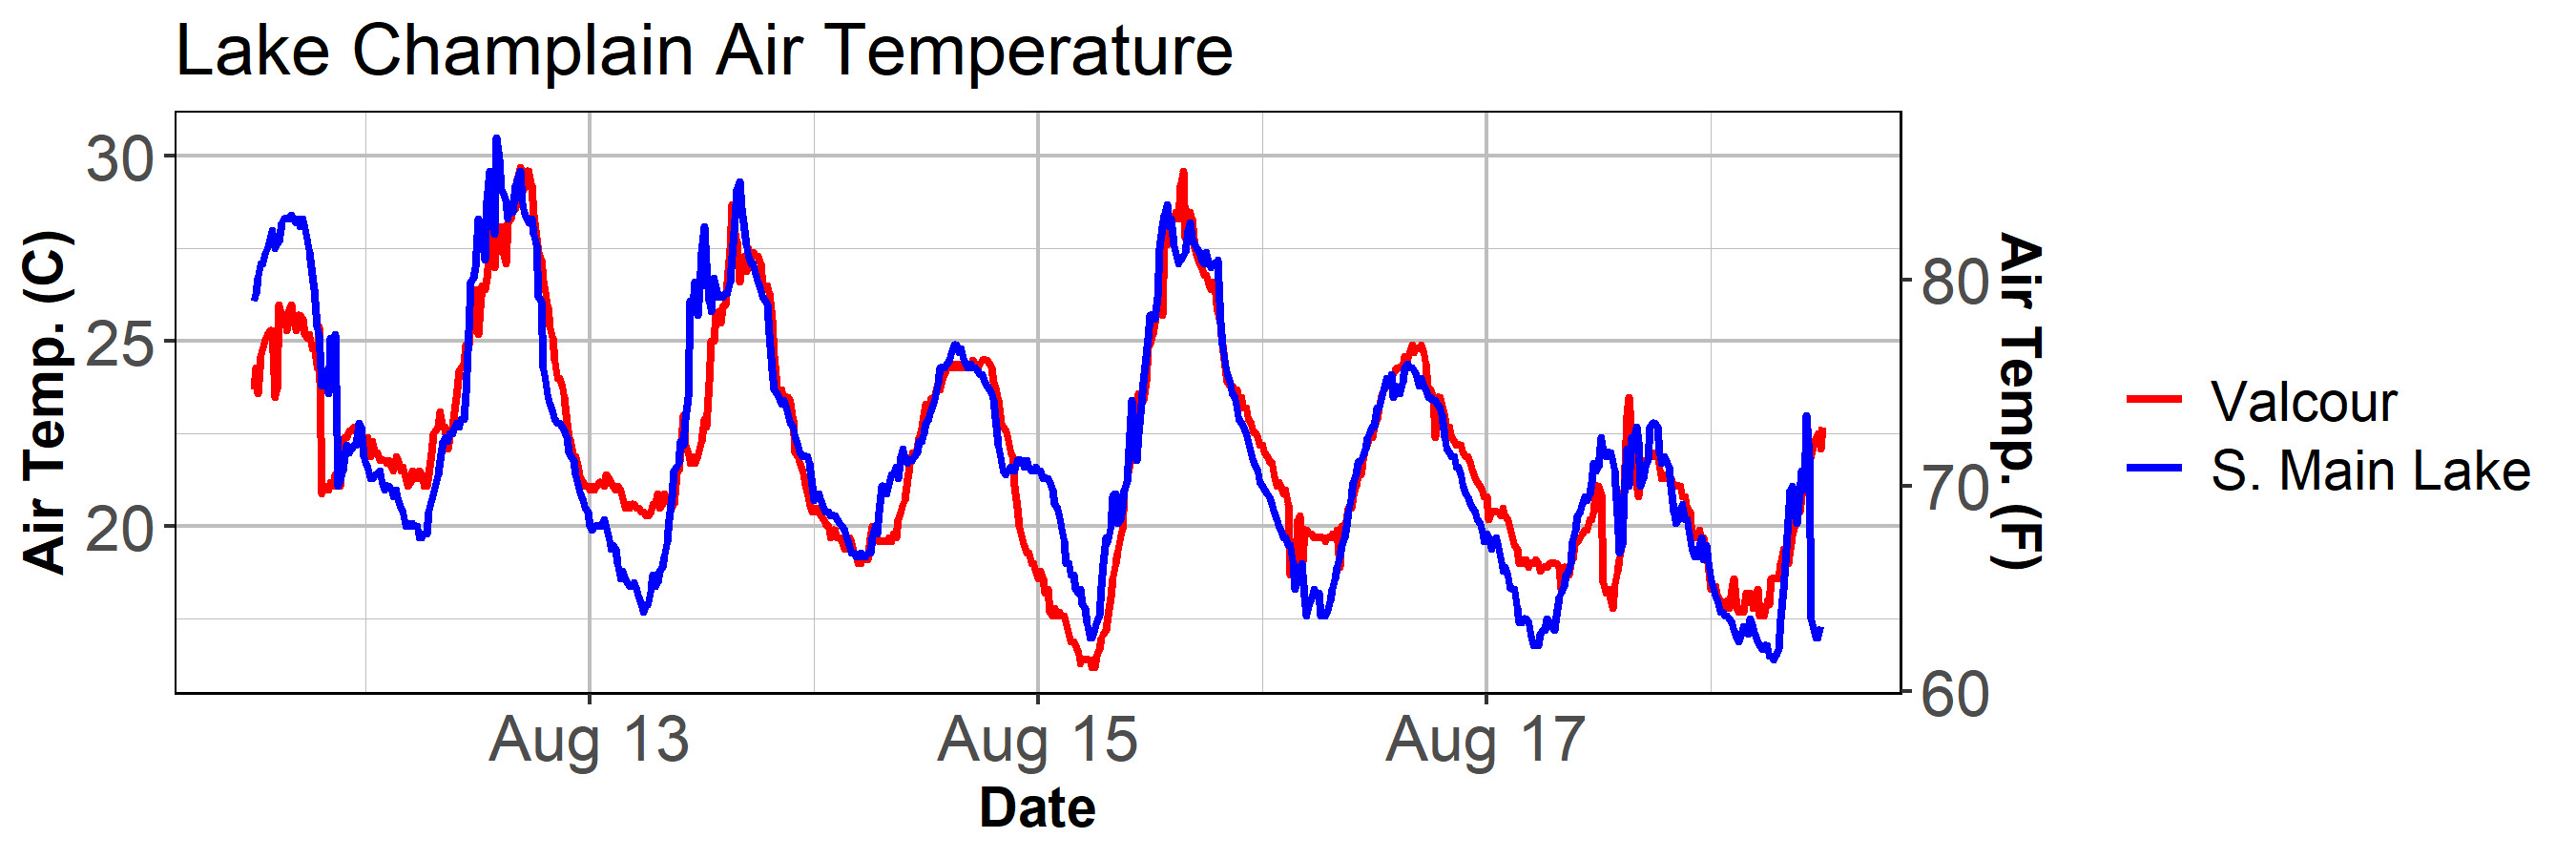 Lake Champlain Air Temperature
Air Temp. (C)
30
25
20
Air Temp. (F)
80
70
60
Aug 13
Aug 15
Aug 17
Date
Valcour
S. Main Lake